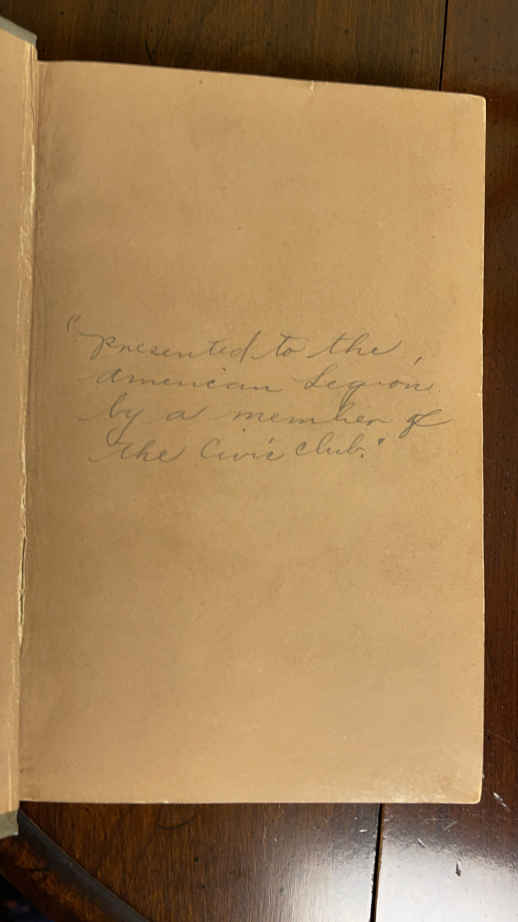 "presented to the
american Legion
by a member of
the Civic club."